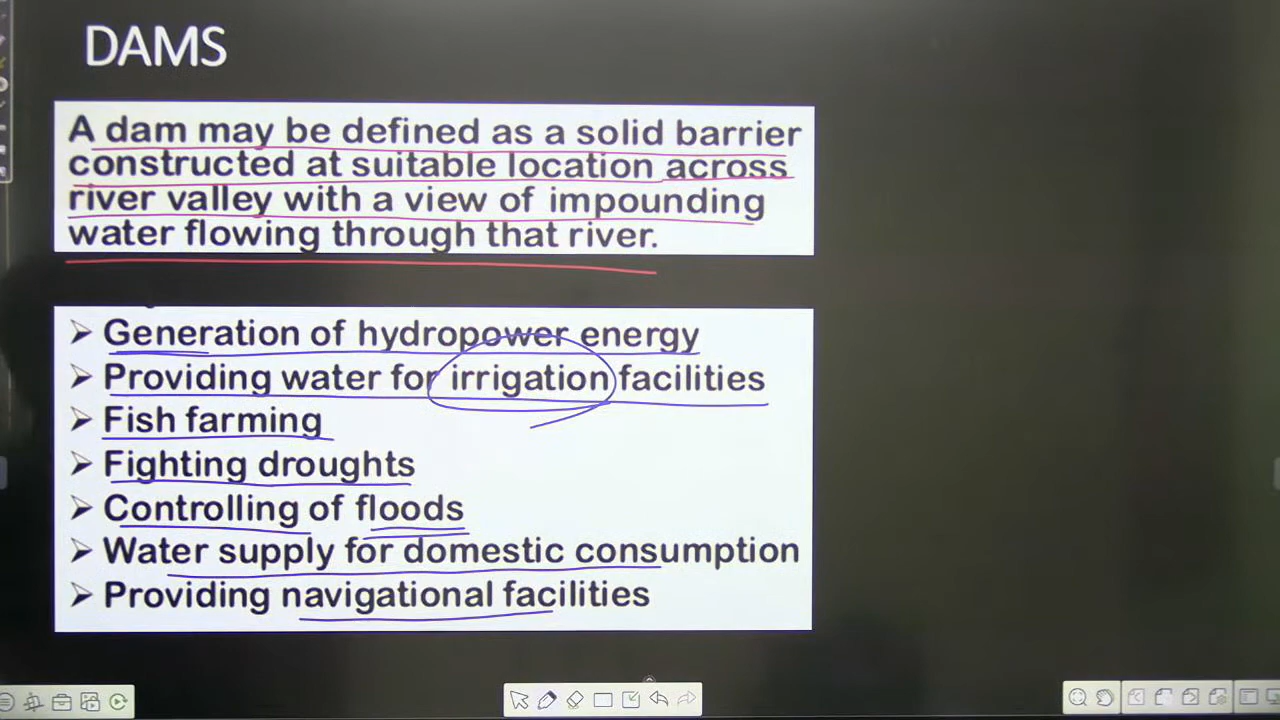 DAMS
A dam may be defined as a solid barrier
constructed at suitable location across
river valley with a view of impounding
water flowing through that river.
➢ Generation of hydropower energy
➢ Providing water for irrigation facilities
➢ Fish farming
➢ Fighting droughts
➢ Controlling of floods
➢ Water supply for domestic consumption
➢ Providing navigational facilities